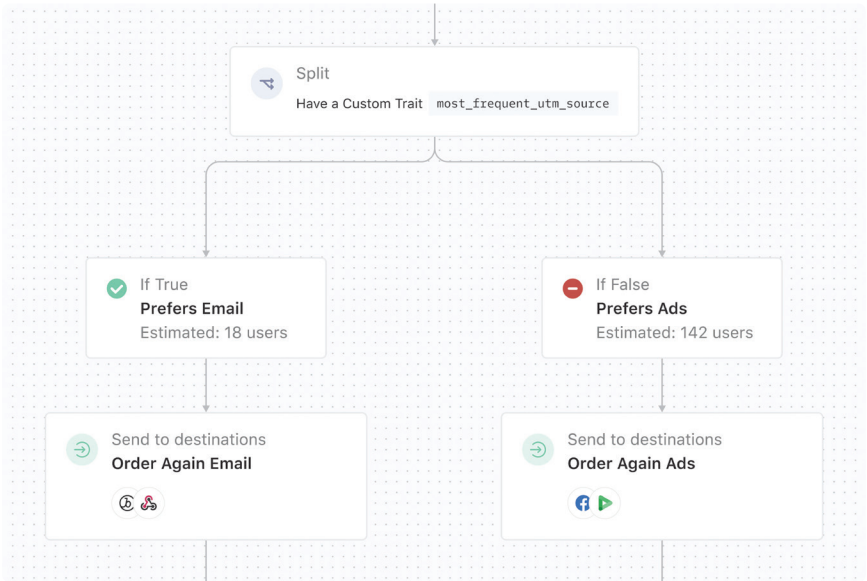 Split
Have a Custom Trait most_frequent_utm_source
If True
Prefers Email
Estimated: 18 users
If False
Prefers Ads
Estimated: 142 users
Send to destinations
Order Again Email
Send to destinations
Order Again Ads